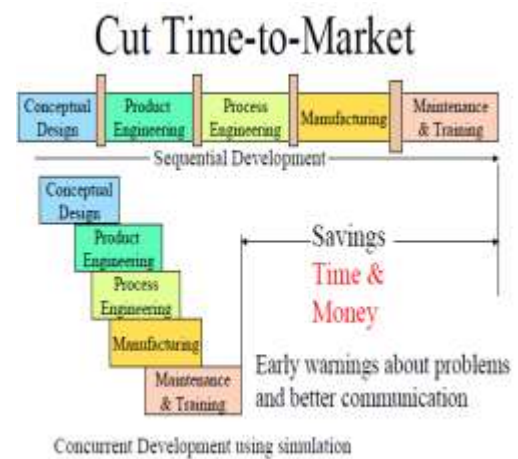 Cut Time-to-Market
Conceptual
Design
Product
Engineering
Process
Engineering
Manufacturing
Maintenance
& Training
Sequential Development
Conceptual
Design
Product
Engineering
Process
Engineering
Manufacturing
Maintenance
& Training
Savings
Time &
Money
Early warnings about problems
and better communication
Concurrent Development using simulation